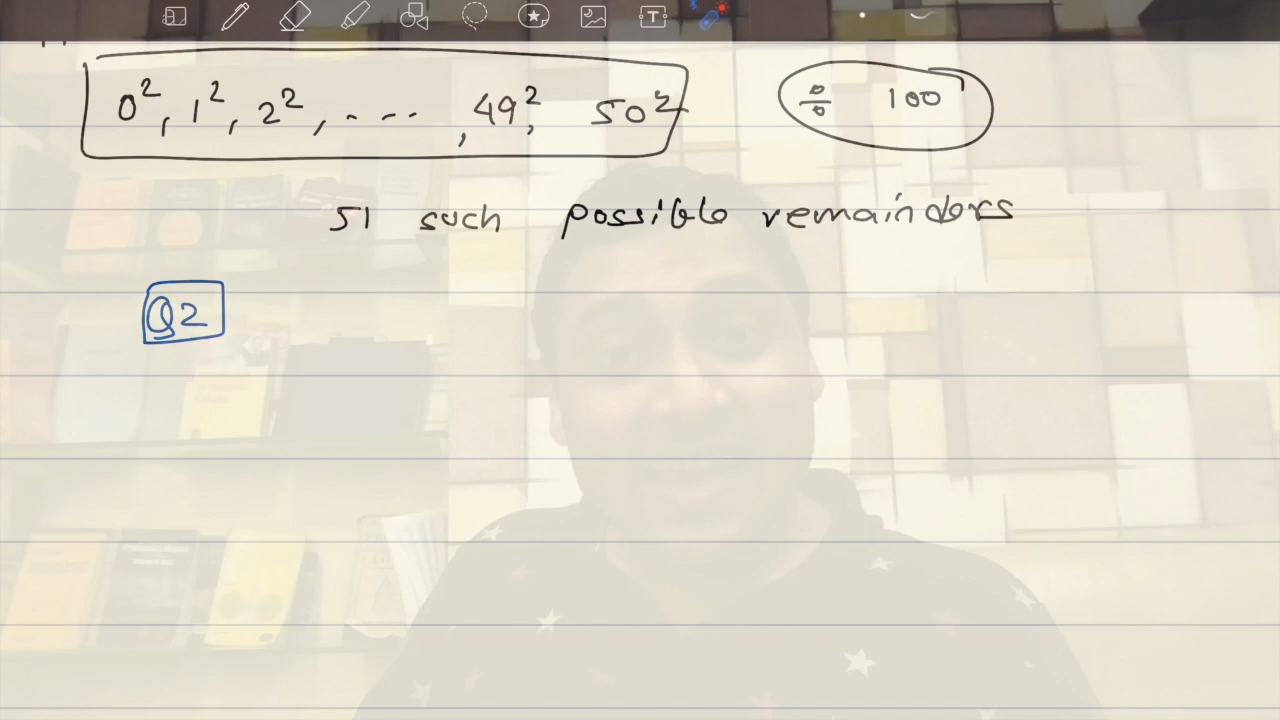 0², 1², 2², . - -. , 49², 50² ÷ 100
51 such possible remainders
Q2